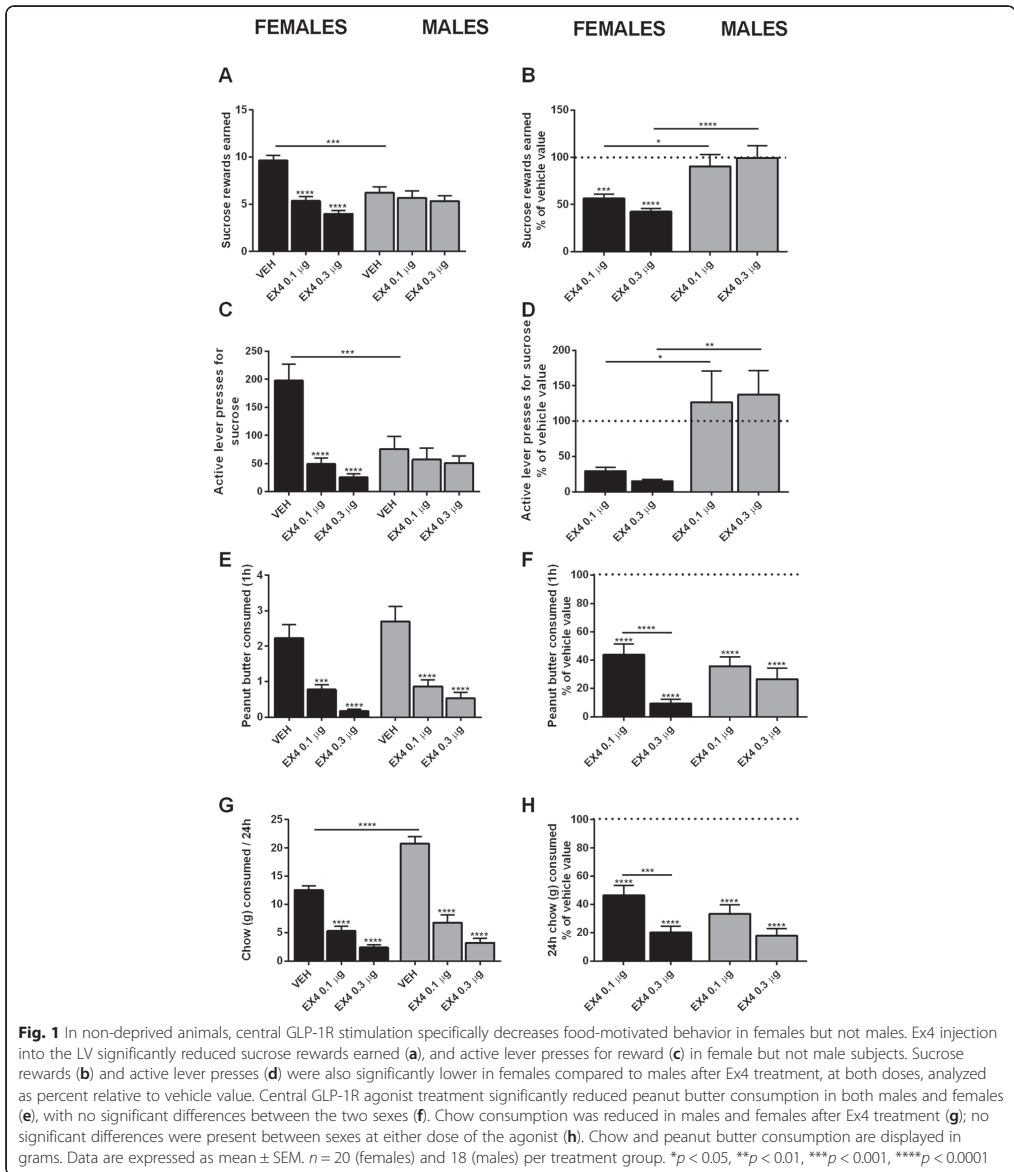 FEMALES MALES FEMALES MALES
A
Sucrose rewards earned
15
10
5
0
***
****
****
VEH
EX4 0.1 µg
EX4 0.3 µg
VEH
EX4 0.1 µg
EX4 0.3 µg
B
Sucrose rewards earned
% of vehicle value
150
100
50
0
****
*
***
****
EX4 0.1 µg
EX4 0.3 µg
EX4 0.1 µg
EX4 0.3 µg
C
Active lever presses for
sucrose
250
200
150
100
50
0
***
****
****
VEH
EX4 0.1 µg
EX4 0.3 µg
VEH
EX4 0.1 µg
EX4 0.3 µg
D
Active lever presses for sucrose
% of vehicle value
200
150
100
50
0
**
*
EX4 0.1 µg
EX4 0.3 µg
EX4 0.1 µg
EX4 0.3 µg
E
Peanut butter consumed (1h)
4
3
2
1
0
***
****
****
****
VEH
EX4 0.1 µg
EX4 0.3 µg
VEH
EX4 0.1 µg
EX4 0.3 µg
F
Peanut butter consumed (1h)
% of vehicle value
100
80
60
40
20
0
****
****
****
****
****
EX4 0.1 µg
EX4 0.3 µg
EX4 0.1 µg
EX4 0.3 µg
G
Chow (g) consumed / 24h
25
20
15
10
5
0
****
****
****
****
****
VEH
EX4 0.1 µg
EX4 0.3 µg
VEH
EX4 0.1 µg
EX4 0.3 µg
H
24h chow (g) consumed
% of vehicle value
100
80
60
40
20
0
***
****
****
****
****
EX4 0.1 µg
EX4 0.3 µg
EX4 0.1 µg
EX4 0.3 µg
Fig. 1 In non-deprived animals, central GLP-1R stimulation specifically decreases food-motivated behavior in females but not males. Ex4 injection
into the LV significantly reduced sucrose rewards earned (a), and active lever presses for reward (c) in female but not male subjects. Sucrose
rewards (b) and active lever presses (d) were also significantly lower in females compared to males after Ex4 treatment, at both doses, analyzed
as percent relative to vehicle value. Central GLP-1R agonist treatment significantly reduced peanut butter consumption in both males and females
(e), with no significant differences between the two sexes (f). Chow consumption was reduced in males and females after Ex4 treatment (g); no
significant differences were present between sexes at either dose of the agonist (h). Chow and peanut butter consumption are displayed in
grams. Data are expressed as mean ± SEM. n = 20 (females) and 18 (males) per treatment group. *p < 0.05, **p < 0.01, ***p < 0.001, ****p < 0.0001